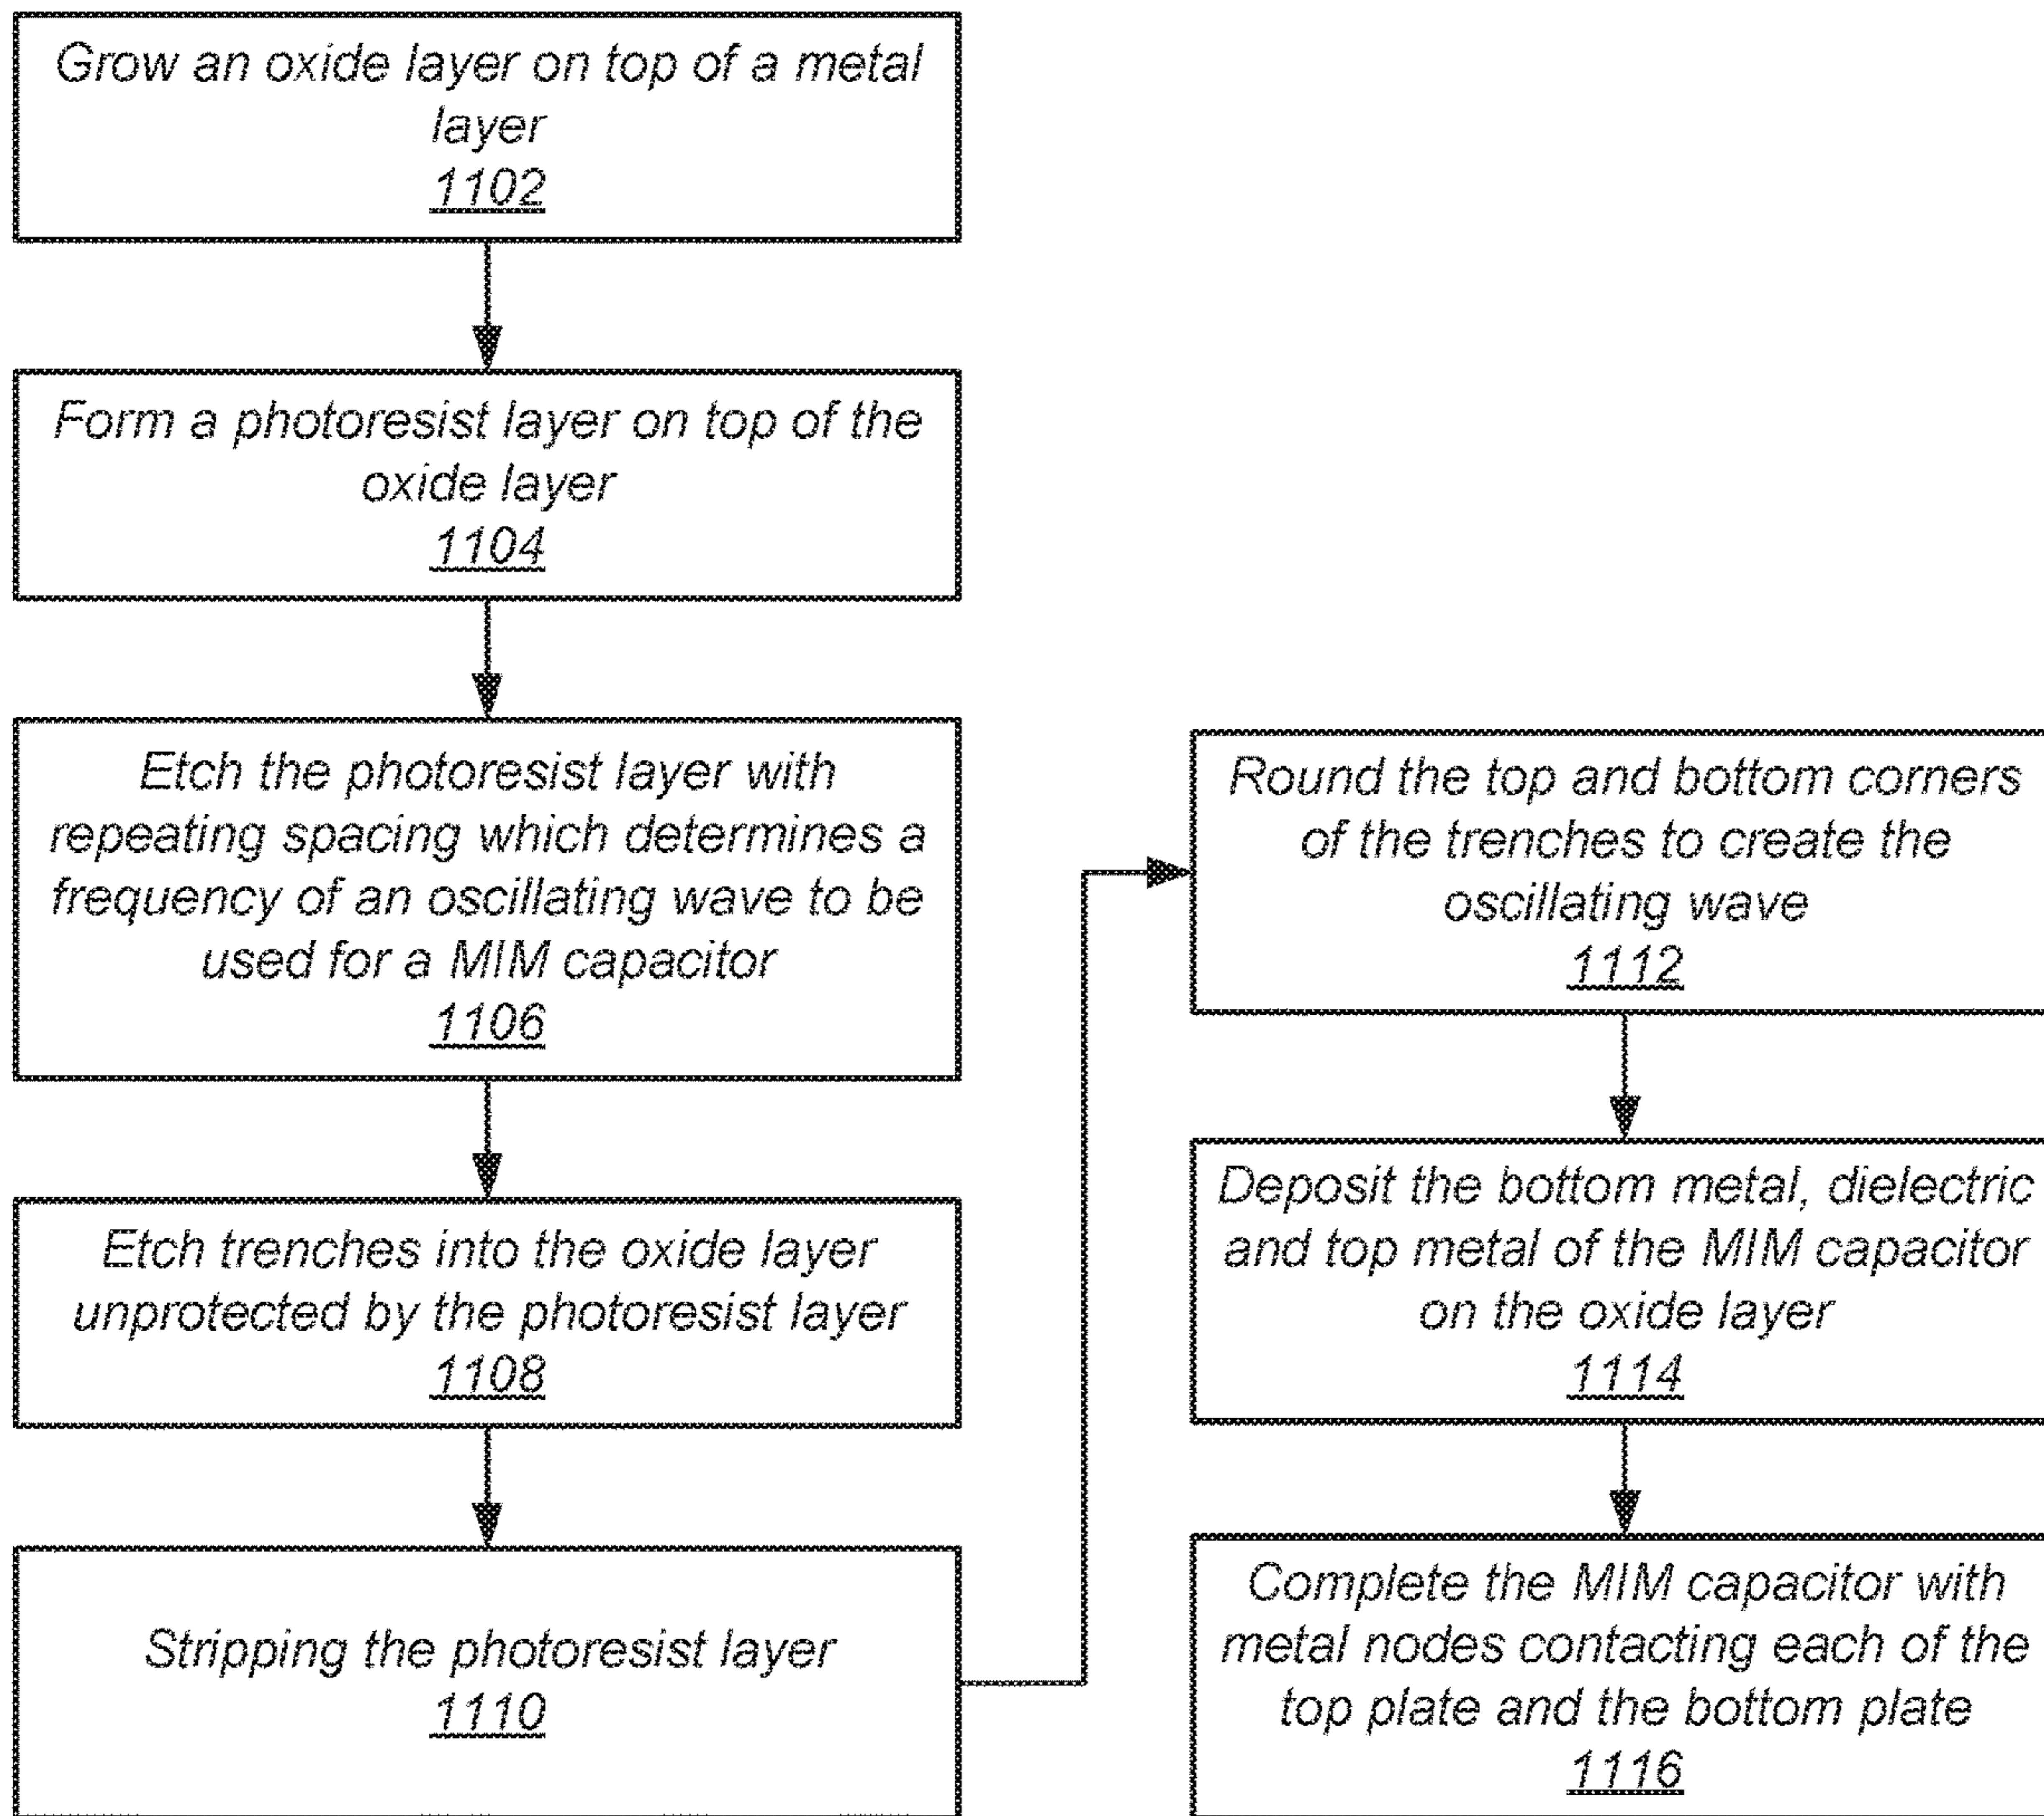 Grow an oxide layer on top of a metal
layer
1102
Form a photoresist layer on top of the
oxide layer
1104
Etch the photoresist layer with
repeating spacing which determines a
frequency of an oscillating wave to be
used for a MIM capacitor
1106
Etch trenches into the oxide layer
unprotected by the photoresist layer
1108
Stripping the photoresist layer
1110
Round the top and bottom corners
of the trenches to create the
oscillating wave
1112
Deposit the bottom metal, dielectric
and top metal of the MIM capacitor
on the oxide layer
1114
Complete the MIM capacitor with
metal nodes contacting each of the
top plate and the bottom plate
1116